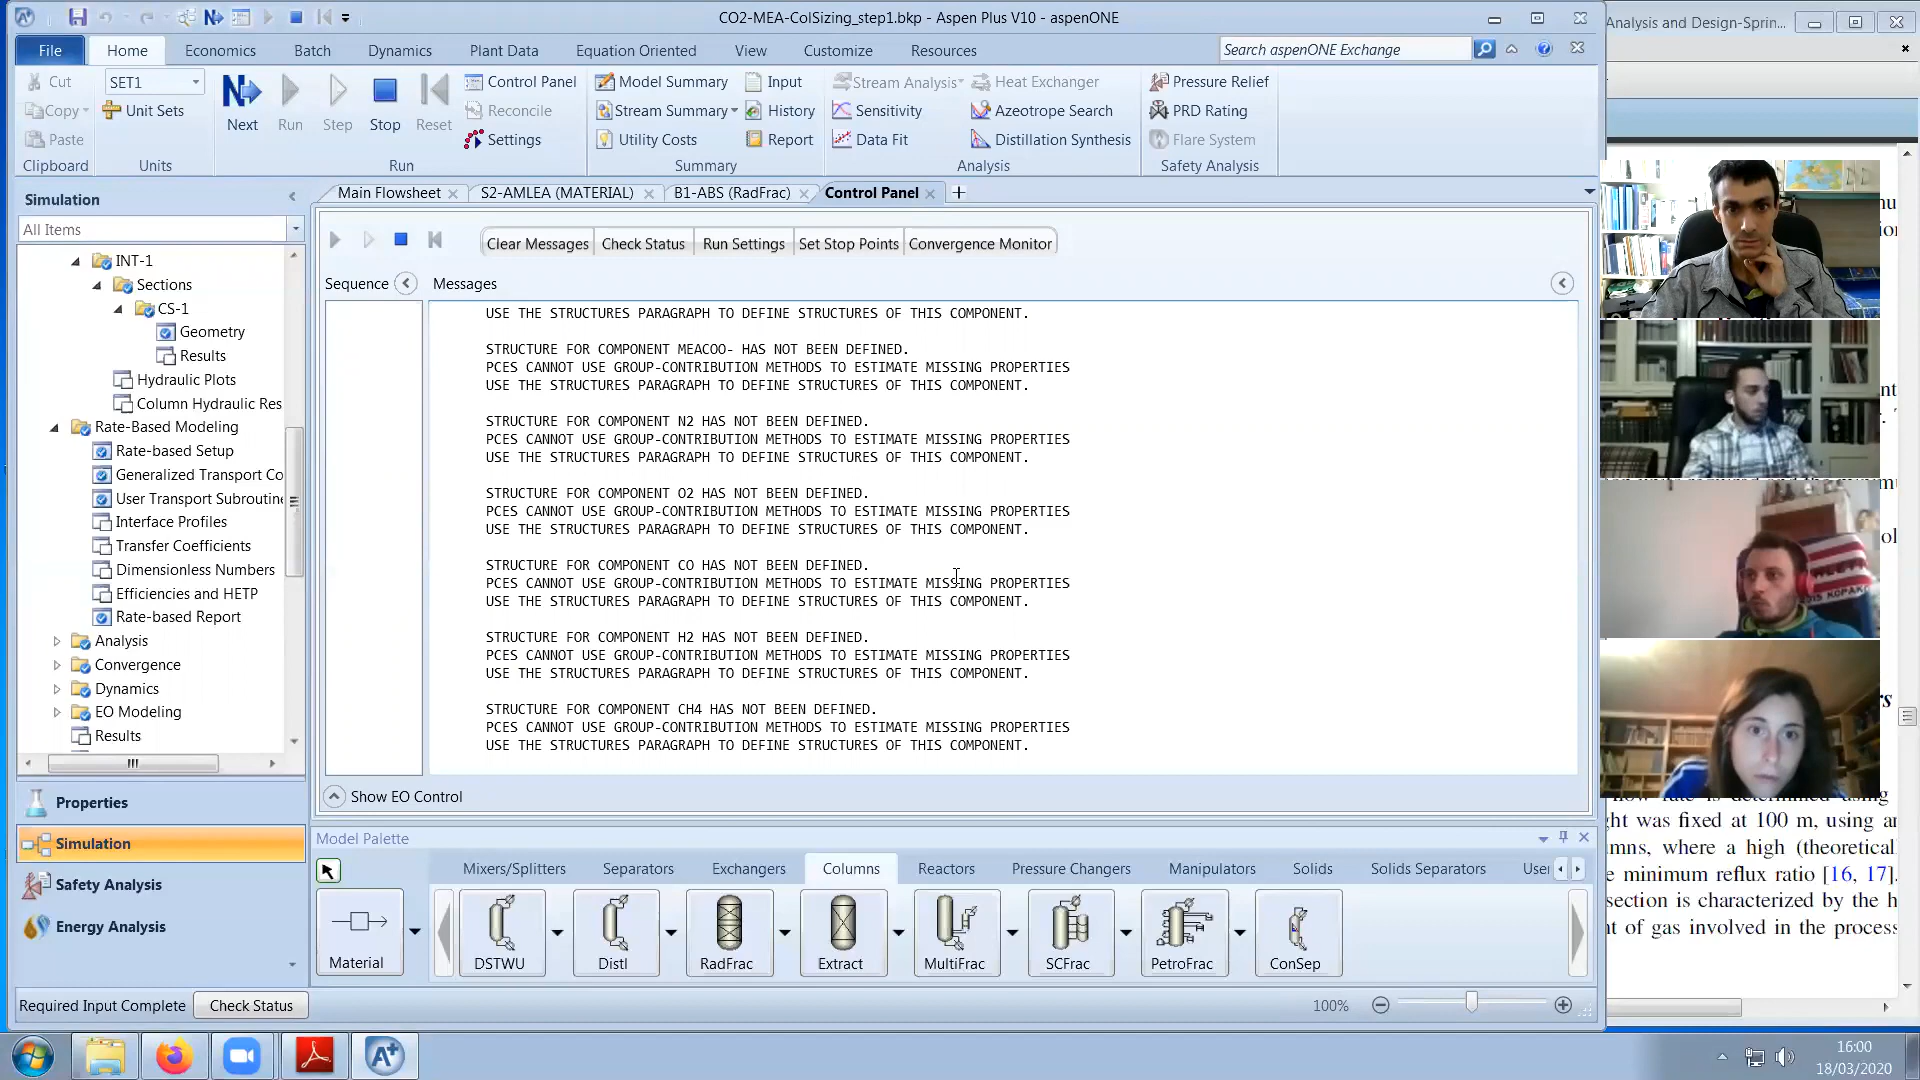 CO2-MEA-ColSizing_step1.bkp - Aspen Plus V10 - aspenONE
Analysis and Design-Sprin...
File
Home
Economics
Batch
Dynamics
Plant Data
Equation Oriented
View
Customize
Resources
Search aspenONE Exchange
Cut
Copy
Paste
Clipboard
SET1
Unit Sets
Units
Next
Run
Step
Stop
Reset
Control Panel
Reconcile
Settings
Run
Model Summary
Stream Summary
Utility Costs
Input
History
Report
Summary
Stream Analysis
Sensitivity
Data Fit
Heat Exchanger
Azeotrope Search
Distillation Synthesis
Analysis
Pressure Relief
PRD Rating
Flare System
Safety Analysis
Simulation
All Items
INT-1
Sections
CS-1
Geometry
Results
Hydraulic Plots
Column Hydraulic Res
Rate-Based Modeling
Rate-based Setup
Generalized Transport Co
User Transport Subroutine
Interface Profiles
Transfer Coefficients
Dimensionless Numbers
Efficiencies and HETP
Rate-based Report
Analysis
Convergence
Dynamics
EO Modeling
Results
Properties
Simulation
Safety Analysis
Energy Analysis
Main Flowsheet
S2-AMLEA (MATERIAL)
B1-ABS (RadFrac)
Control Panel
Clear Messages
Check Status
Run Settings
Set Stop Points
Convergence Monitor
Sequence
Messages
USE THE STRUCTURES PARAGRAPH TO DEFINE STRUCTURES OF THIS COMPONENT.
STRUCTURE FOR COMPONENT MEACOO- HAS NOT BEEN DEFINED.
PCES CANNOT USE GROUP-CONTRIBUTION METHODS TO ESTIMATE MISSING PROPERTIES
USE THE STRUCTURES PARAGRAPH TO DEFINE STRUCTURES OF THIS COMPONENT.
STRUCTURE FOR COMPONENT N2 HAS NOT BEEN DEFINED.
PCES CANNOT USE GROUP-CONTRIBUTION METHODS TO ESTIMATE MISSING PROPERTIES
USE THE STRUCTURES PARAGRAPH TO DEFINE STRUCTURES OF THIS COMPONENT.
STRUCTURE FOR COMPONENT O2 HAS NOT BEEN DEFINED.
PCES CANNOT USE GROUP-CONTRIBUTION METHODS TO ESTIMATE MISSING PROPERTIES
USE THE STRUCTURES PARAGRAPH TO DEFINE STRUCTURES OF THIS COMPONENT.
STRUCTURE FOR COMPONENT CO HAS NOT BEEN DEFINED.
PCES CANNOT USE GROUP-CONTRIBUTION METHODS TO ESTIMATE MISSING PROPERTIES
USE THE STRUCTURES PARAGRAPH TO DEFINE STRUCTURES OF THIS COMPONENT.
STRUCTURE FOR COMPONENT H2 HAS NOT BEEN DEFINED.
PCES CANNOT USE GROUP-CONTRIBUTION METHODS TO ESTIMATE MISSING PROPERTIES
USE THE STRUCTURES PARAGRAPH TO DEFINE STRUCTURES OF THIS COMPONENT.
STRUCTURE FOR COMPONENT CH4 HAS NOT BEEN DEFINED.
PCES CANNOT USE GROUP-CONTRIBUTION METHODS TO ESTIMATE MISSING PROPERTIES
USE THE STRUCTURES PARAGRAPH TO DEFINE STRUCTURES OF THIS COMPONENT.
Show EO Control
Model Palette
Mixers/Splitters
Separators
Exchangers
Columns
Reactors
Pressure Changers
Manipulators
Solids
Solids Separators
User
Material
DSTWU
Distl
RadFrac
Extract
MultiFrac
SCFrac
PetroFrac
ConSep
Required Input Complete
Check Status
100%
ght was fixed at 100 m, using an
mns, where a high (theoretical
e minimum reflux ratio [16, 17].
section is characterized by the h
nt of gas involved in the process
16:00
18/03/2020